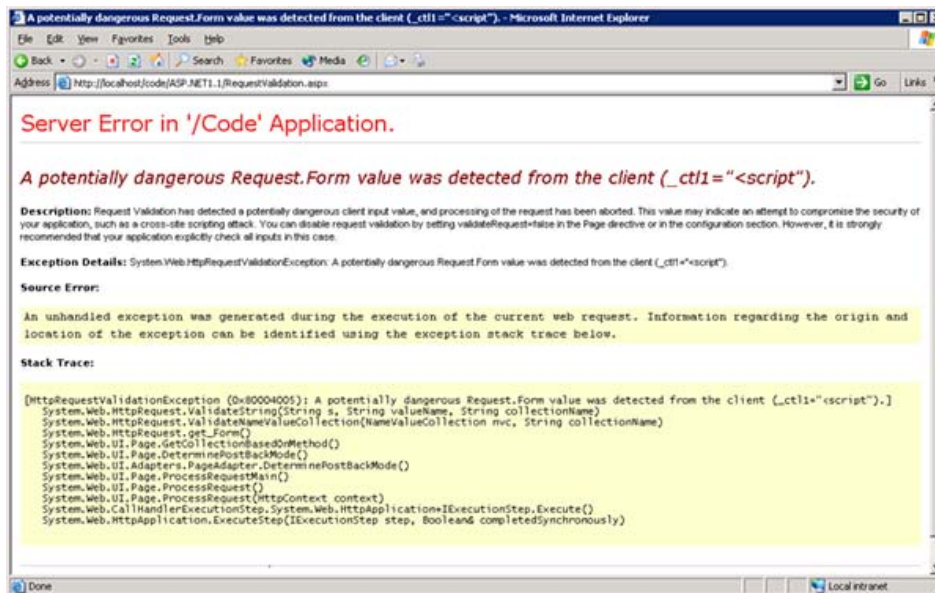 A potentially dangerous Request.Form value was detected from the client (_ctl1="<script"). - Microsoft Internet Explorer
File Edit View Favorites Tools Help
Back Search Favorites Media
Address http://localhost/code/ASP.NET1.1/RequestValidation.aspx Go Links
Server Error in '/Code' Application.
A potentially dangerous Request.Form value was detected from the client (_ctl1="<script").
Description: Request Validation has detected a potentially dangerous client input value, and processing of the request has been aborted. This value may indicate an attempt to compromise the security of
your application, such as a cross-site scripting attack. You can disable request validation by setting validateRequest=false in the Page directive or in the configuration section. However, it is strongly
recommended that your application explicitly check all inputs in this case.
Exception Details: System.Web.HttpRequestValidationException: A potentially dangerous Request.Form value was detected from the client (_ctl1="<script").
Source Error:
An unhandled exception was generated during the execution of the current web request. Information regarding the origin and
location of the exception can be identified using the exception stack trace below.
Stack Trace:
[HttpRequestValidationException (0x80004005): A potentially dangerous Request.Form value was detected from the client (_ctl1="<script").]
System.Web.HttpRequest.ValidateString(String s, String valueName, String collectionName)
System.Web.HttpRequest.ValidateNameValueCollection(NameValueCollection nvc, String collectionName)
System.Web.HttpRequest.get_Form()
System.Web.UI.Page.GetCollectionBasedOnMethod()
System.Web.UI.Page.DeterminePostBackMode()
System.Web.UI.Adapters.PageAdapter.DeterminePostBackMode()
System.Web.UI.Page.ProcessRequestMain()
System.Web.UI.Page.ProcessRequest()
System.Web.UI.Page.ProcessRequest(HttpContext context)
System.Web.CallHandlerExecutionStep.System.Web.HttpApplication+IExecutionStep.Execute()
System.Web.HttpApplication.ExecuteStep(IExecutionStep step, Boolean& completedSynchronously)
Done Local intranet